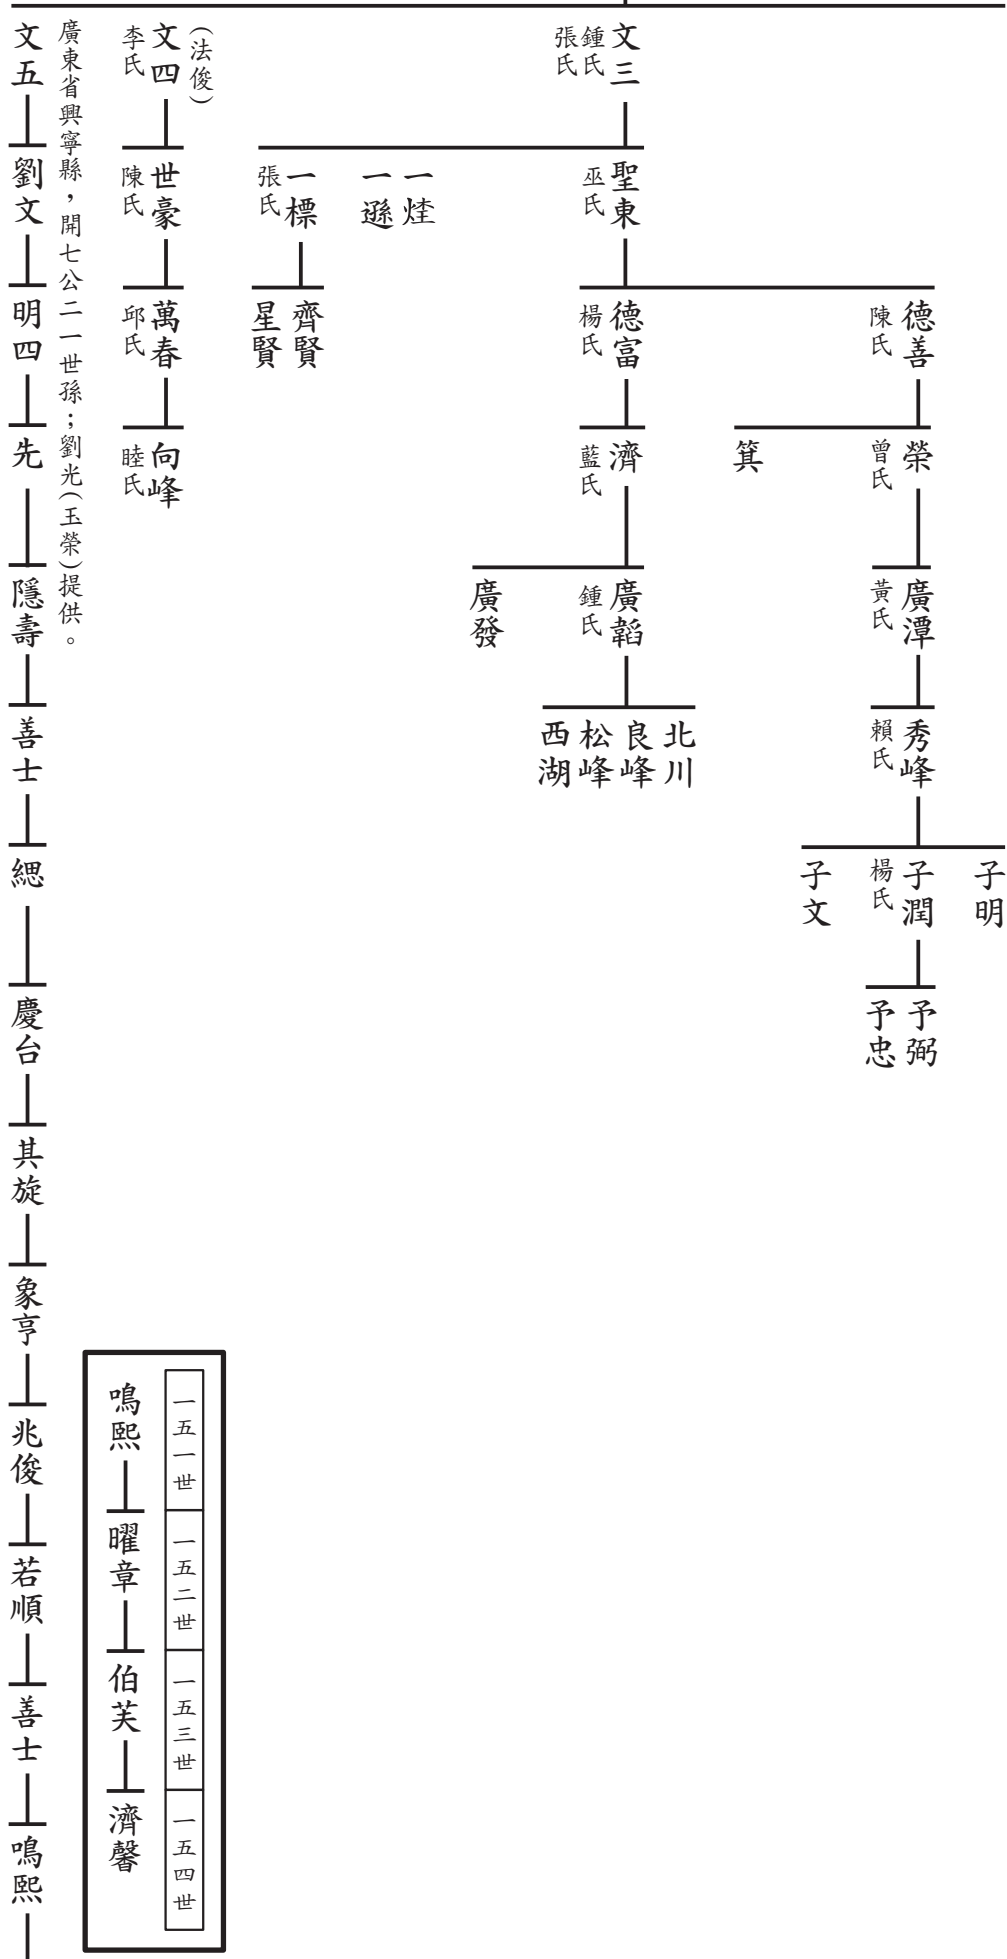 文三
鍾氏
張氏
聖東
巫氏
一烓
一遜
一標
張氏
德善
陳氏
德富
楊氏
齊賢
星賢
榮
曾氏
箕
濟
藍氏
廣潭
黃氏
廣韜
鍾氏
廣發
秀峰
賴氏
北川
良峰
松峰
西湖
子明
子潤
楊氏
子文
予弼
予忠
(法俊)
文四
李氏
世豪
陳氏
萬春
邱氏
向峰
睦氏
廣東省興寧縣，開七公二一世孫；劉光(玉榮)提供。
文五
劉文
明四
先
隱壽
善士
緦
慶台
其旋
象亨
兆俊
若順
善士
鳴熙
一五一世
一五二世
一五三世
一五四世
鳴熙
曜章
伯芙
濟馨